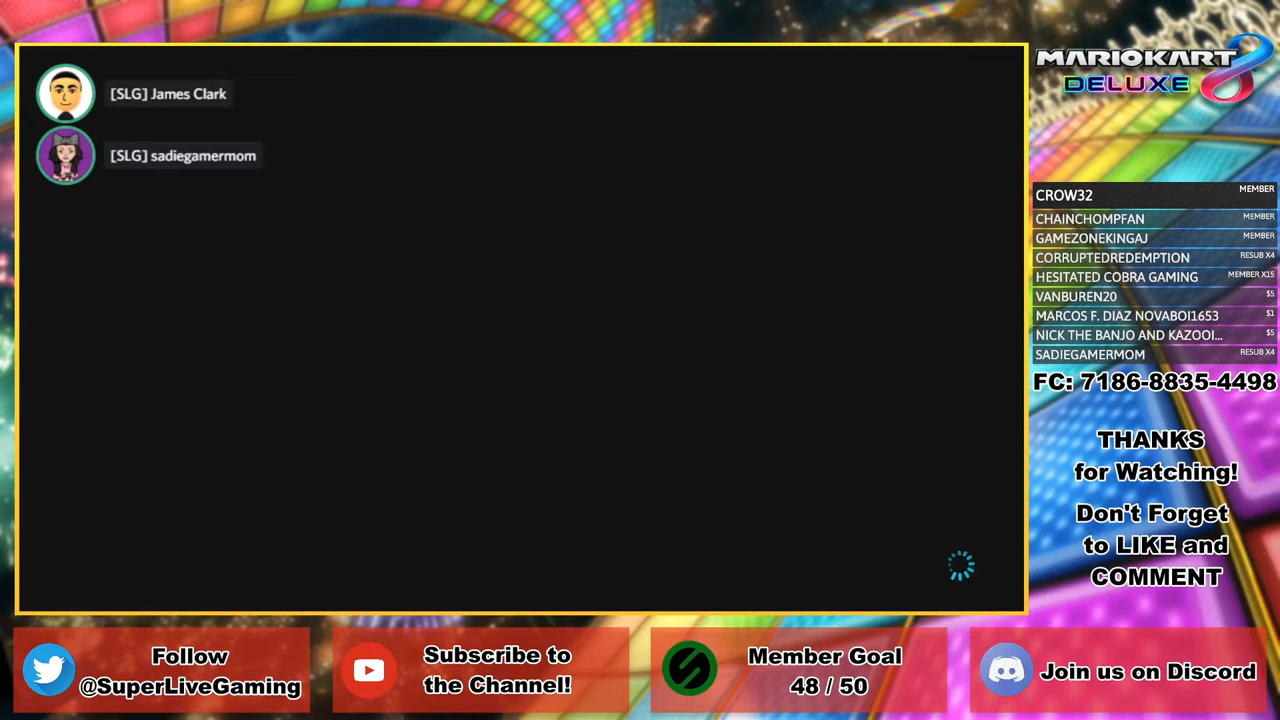 [SLG] James Clark
[SLG] sadiegamermom
MARIOKART 8
DELUXE
CROW32 MEMBER
CHAINCHOMPFAN MEMBER
GAMEZONEKINGAJ MEMBER
CORRUPTEDREDEMPTION RESUB X4
HESITATED COBRA GAMING MEMBER X15
VANBUREN20 $5
MARCOS F. DIAZ NOVABOI1653 $1
NICK THE BANJO AND KAZOOI... $5
SADIEGAMERMOM RESUB X4
FC: 7186-8835-4498
THANKS
for Watching!
Don't Forget
to LIKE and
COMMENT
Follow
@SuperLiveGaming
Subscribe to
the Channel!
Member Goal
48 / 50
Join us on Discord